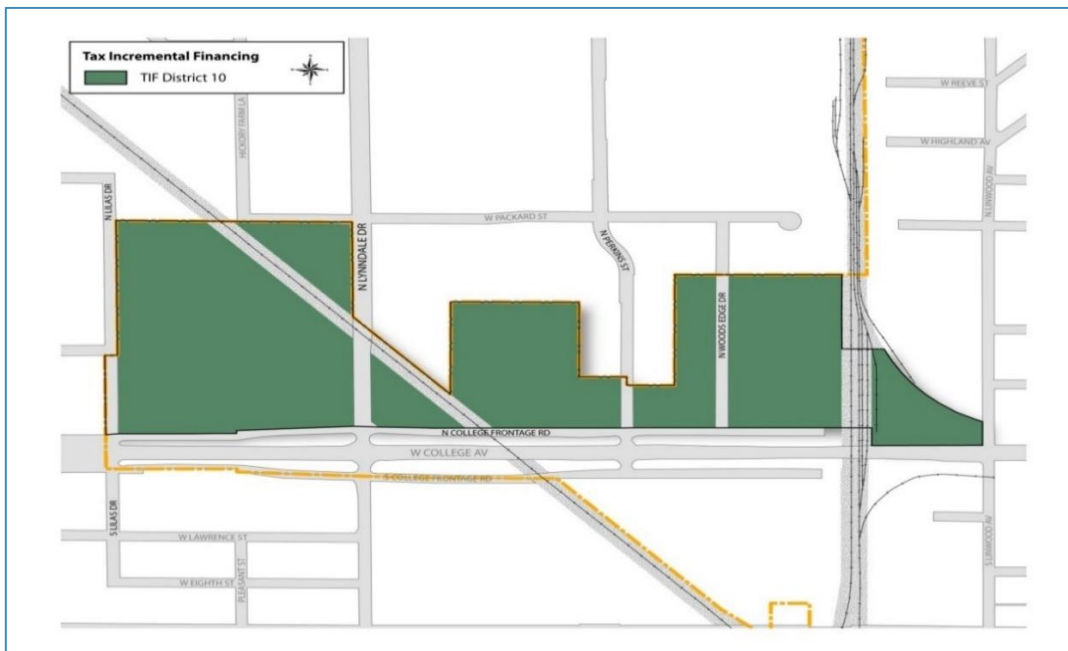 Tax Incremental Financing
TIF District 10
W REEVE ST
HICKORY FARM LA
W HIGHLAND AV
N LINWOOD AV
N LILAS DR
W PACKARD ST
N LYNNDALE DR
N PERKINS ST
N WOODS EDGE DR
N COLLEGE FRONTAGE RD
W COLLEGE AV
S COLLEGE FRONTAGE RD
S LILAS DR
W LAWRENCE ST
S LINWOOD AV
PLEASANT ST
W EIGHTH ST